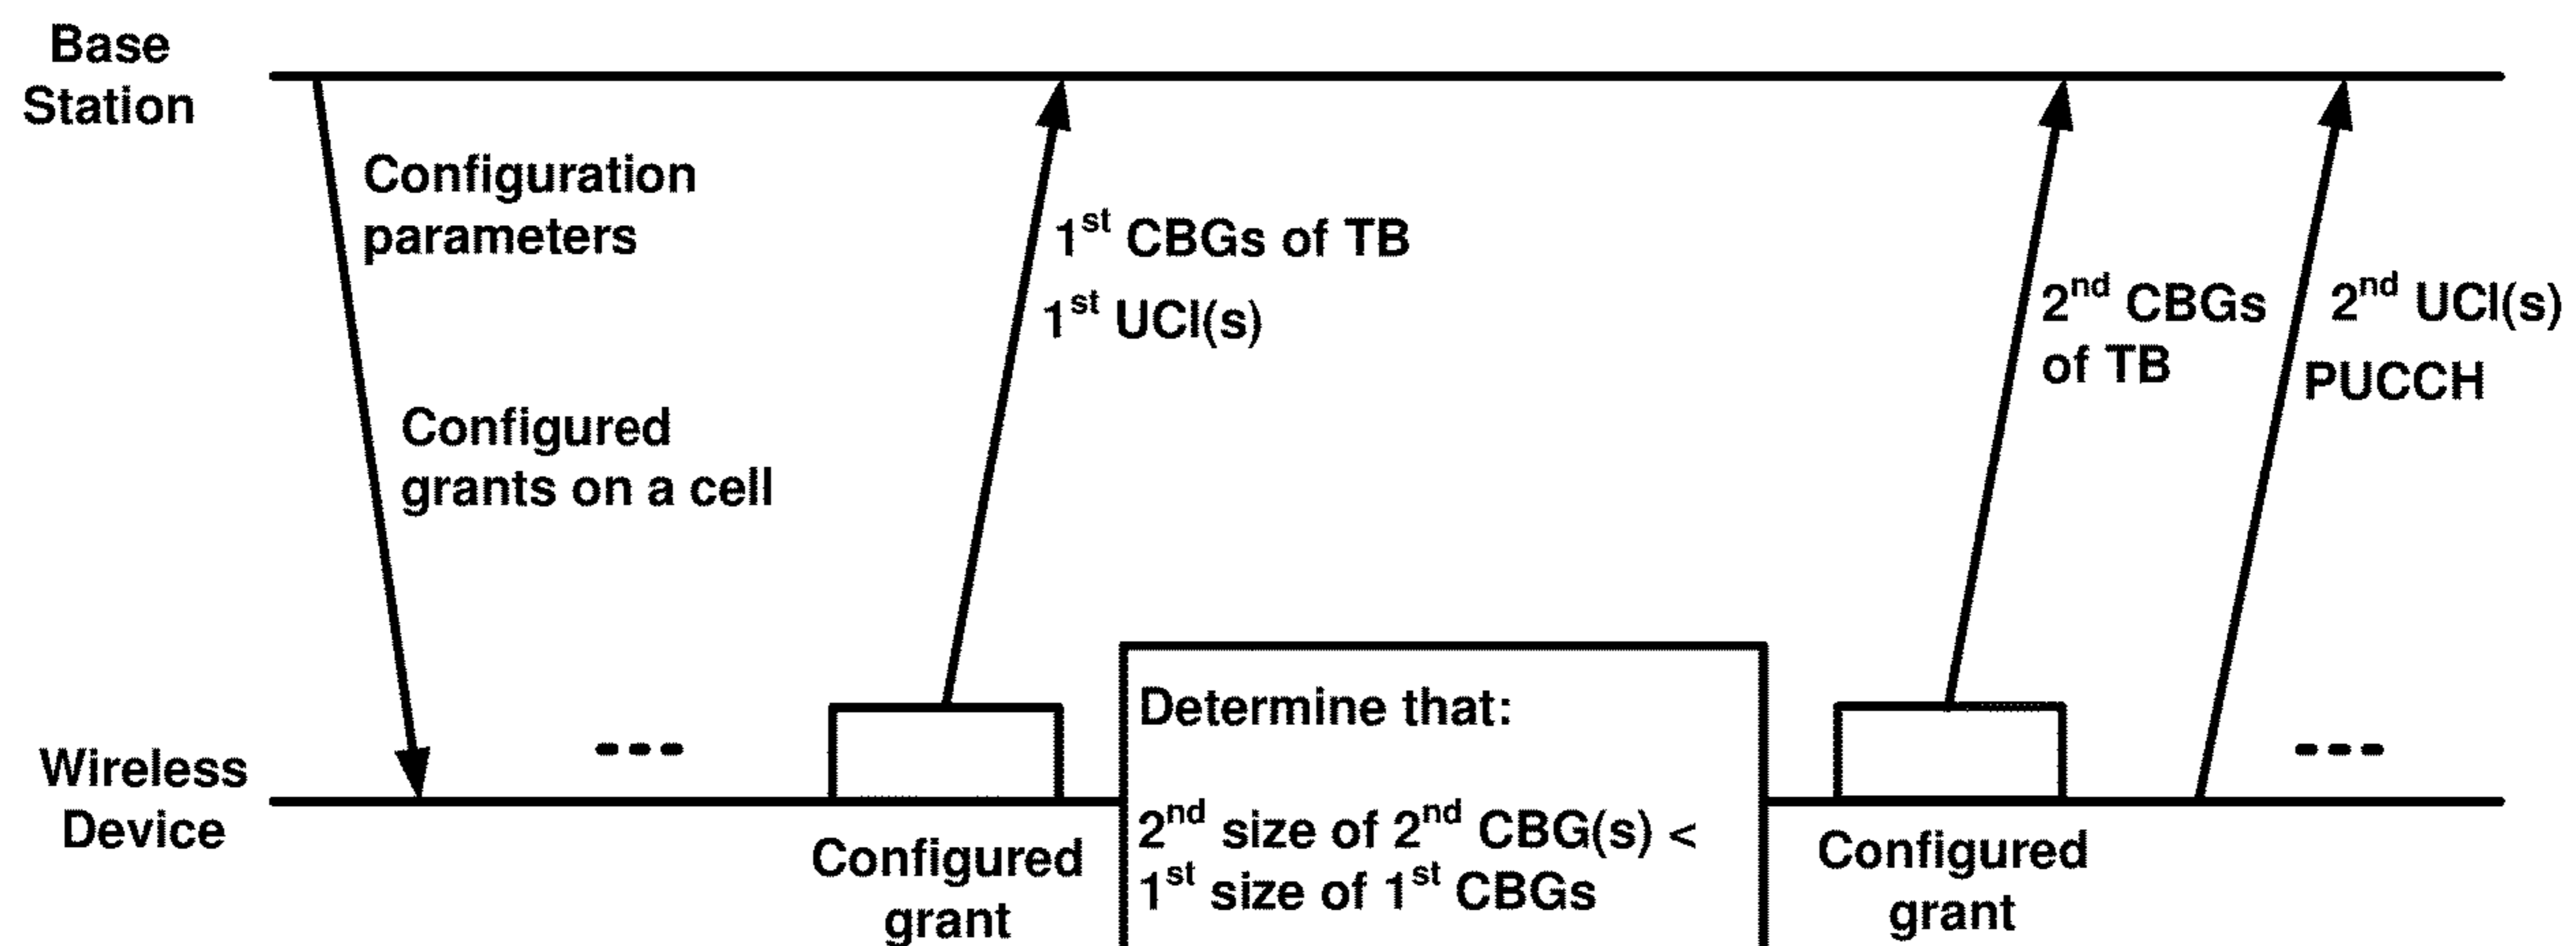 Base
Station
Configuration
parameters
Configured
grants on a cell
1st CBGs of TB
1st UCI(s)
2nd CBGs
of TB
2nd UCI(s)
PUCCH
Wireless
Device
Configured
grant
Determine that:
2nd size of 2nd CBG(s) <
1st size of 1st CBGs
Configured
grant